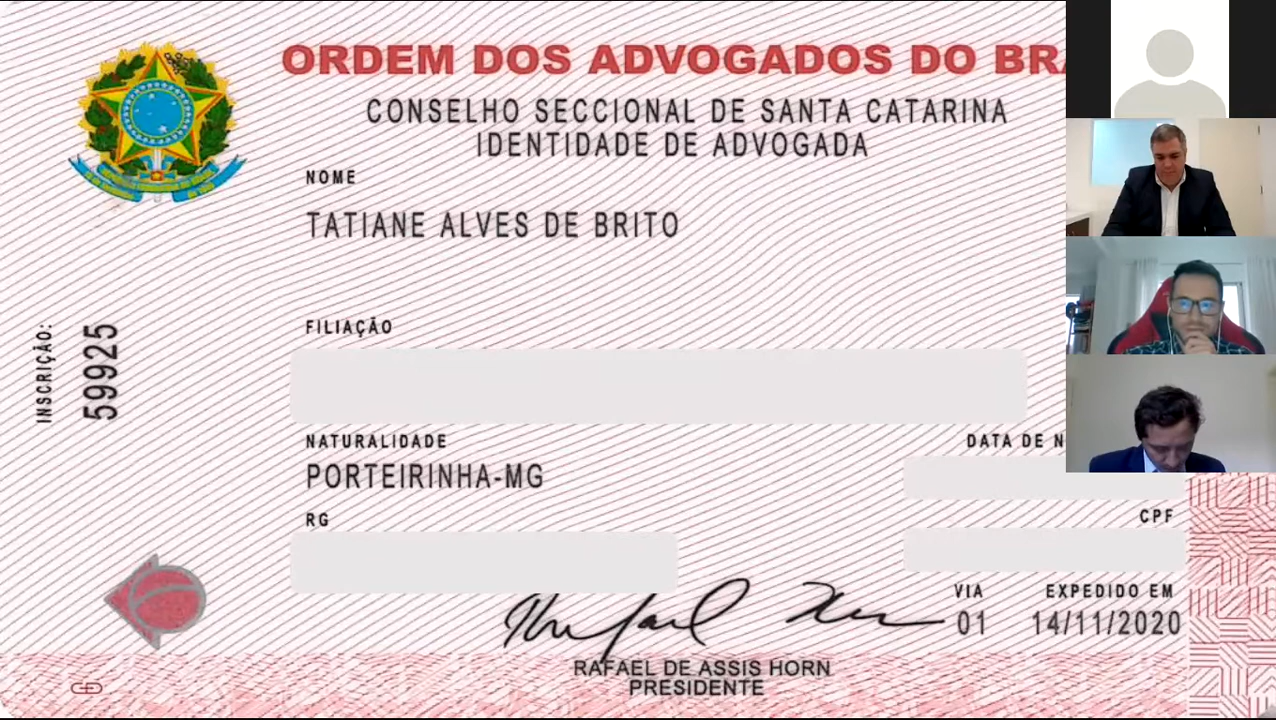 ORDEM DOS ADVOGADOS DO BRA
CONSELHO SECCIONAL DE SANTA CATARINA
IDENTIDADE DE ADVOGADA
NOME
TATIANE ALVES DE BRITO
FILIAÇÃO
INSCRIÇÃO:
59925
NATURALIDADE
DATA DE N
PORTEIRINHA-MG
RG
CPF
VIA
EXPEDIDO EM
01
14/11/2020
RAFAEL DE ASSIS HORN
PRESIDENTE